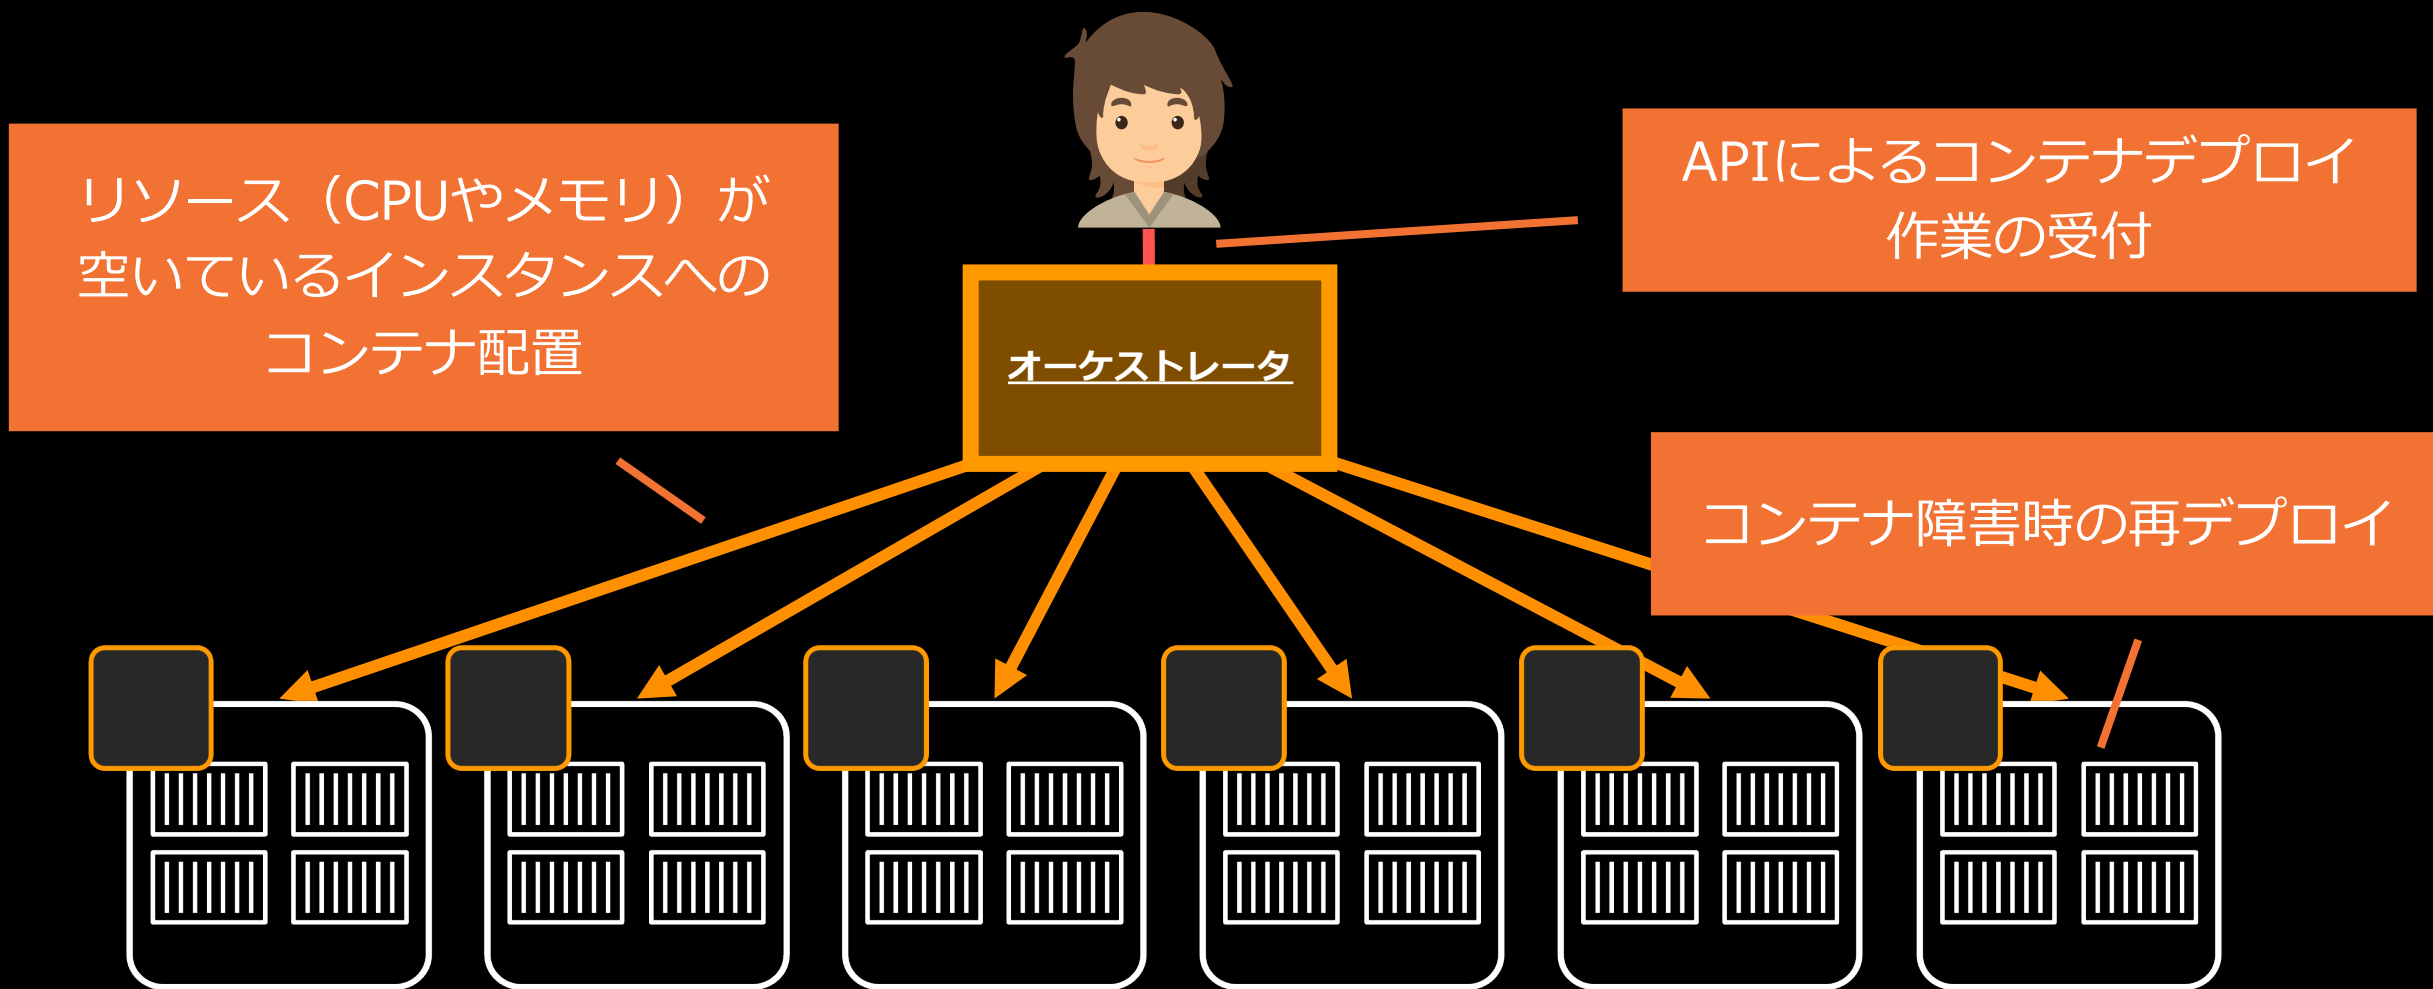 リソース（CPUやメモリ）が
空いているインスタンスへの
コンテナ配置
APIによるコンテナデプロイ
作業の受付
オーケストレータ
コンテナ障害時の再デプロイ